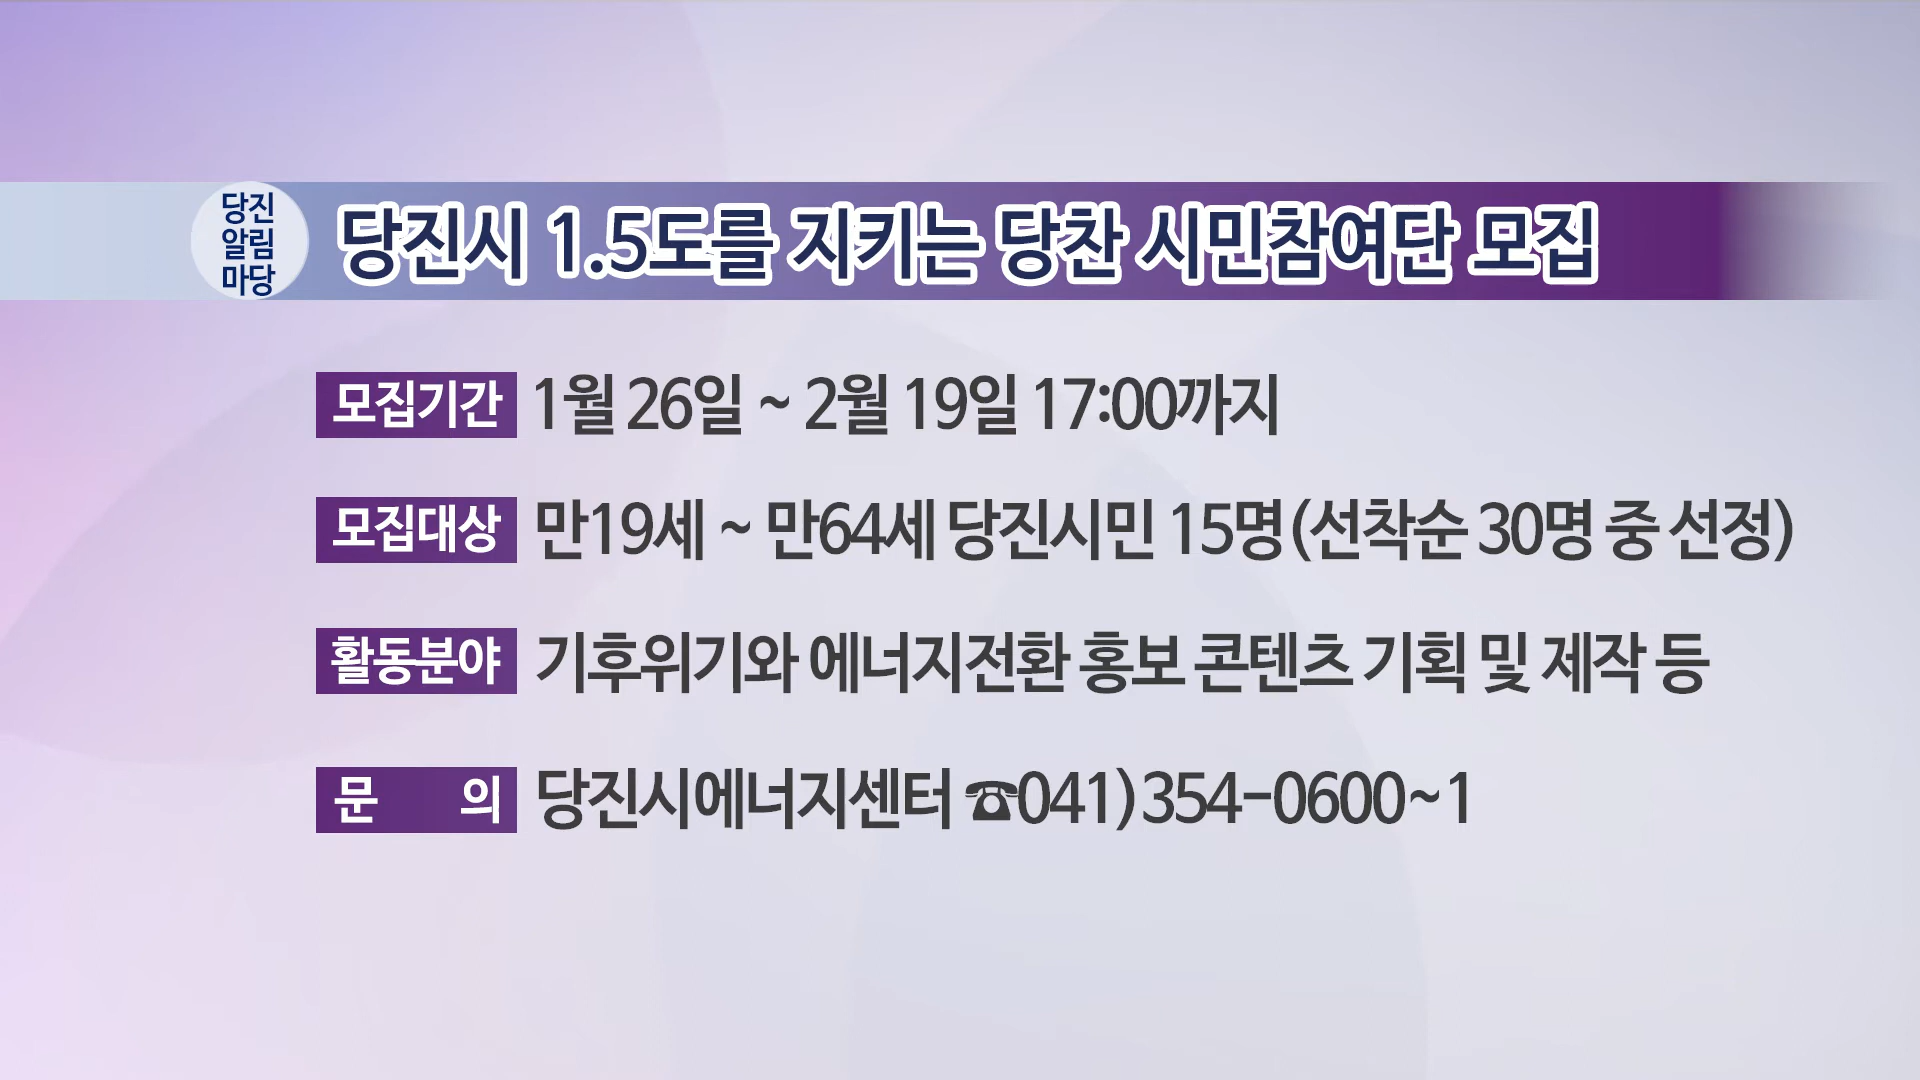 당진
알림
마당
당진시 1.5도를 지키는 당찬 시민참여단 모집
모집기간 1월 26일 ~ 2월 19일 17:00까지
모집대상 만19세 ~ 만64세 당진시민 15명(선착순 30명 중 선정)
활동분야 기후위기와 에너지전환 홍보 콘텐츠 기획 및 제작 등
문 의 당진시에너지센터 ☎041)354-0600~1